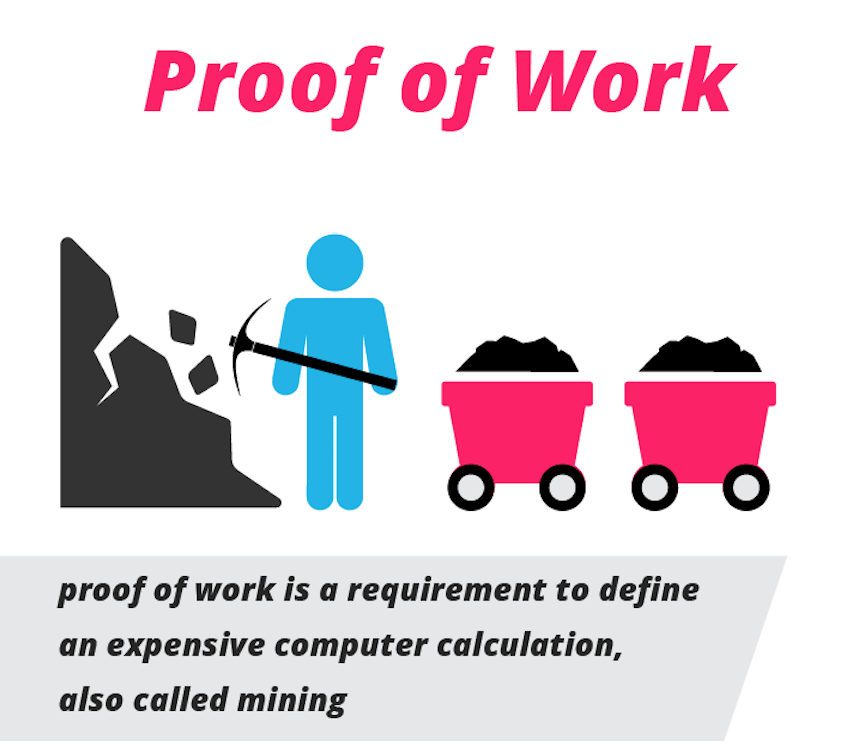 Proof of Work
proof of work is a requirement to define
an expensive computer calculation,
also called mining